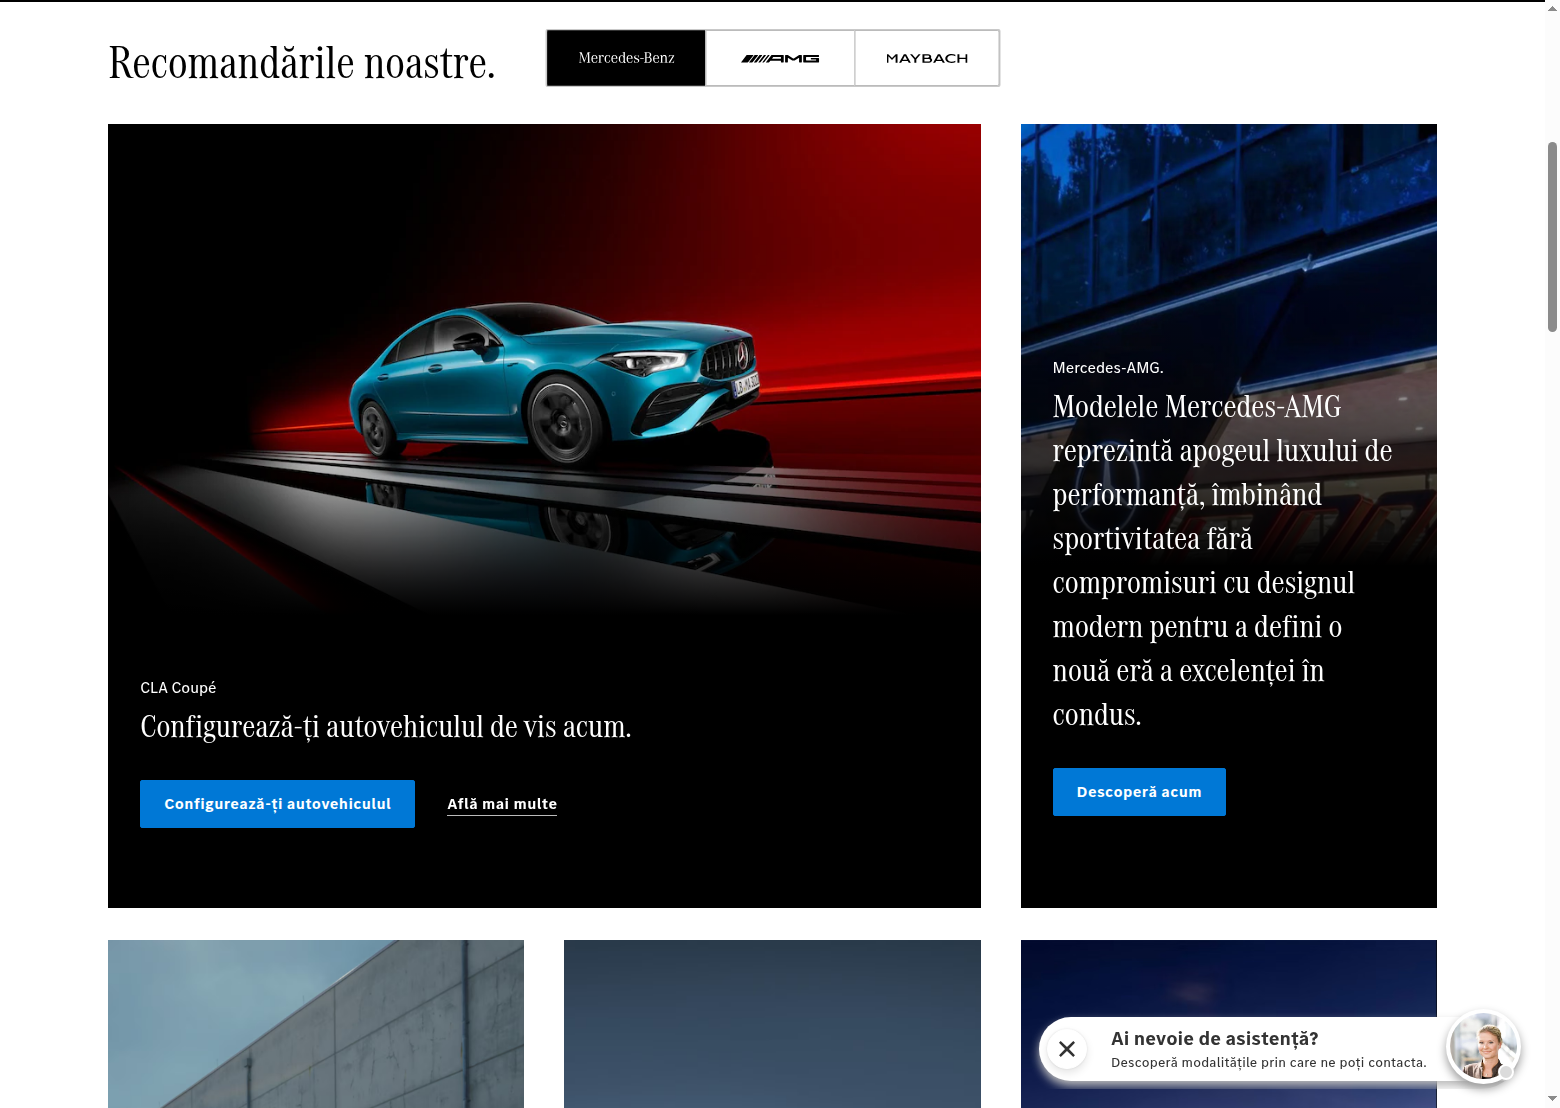 Recomandările noastre.
Mercedes-Benz
AMG
MAYBACH
CLA Coupé
Configurează-ți autovehiculul de vis acum.
Configurează-ți autovehiculul
Află mai multe
Mercedes-AMG.
Modelele Mercedes-AMG
reprezintă apogeul luxului de
performanță, îmbinând
sportivitatea fără
compromisuri cu designul
modern pentru a defini o
nouă eră a excelenței în
condus.
Descoperă acum
Ai nevoie de asistență?
Descoperă modalitățile prin care ne poți contacta.